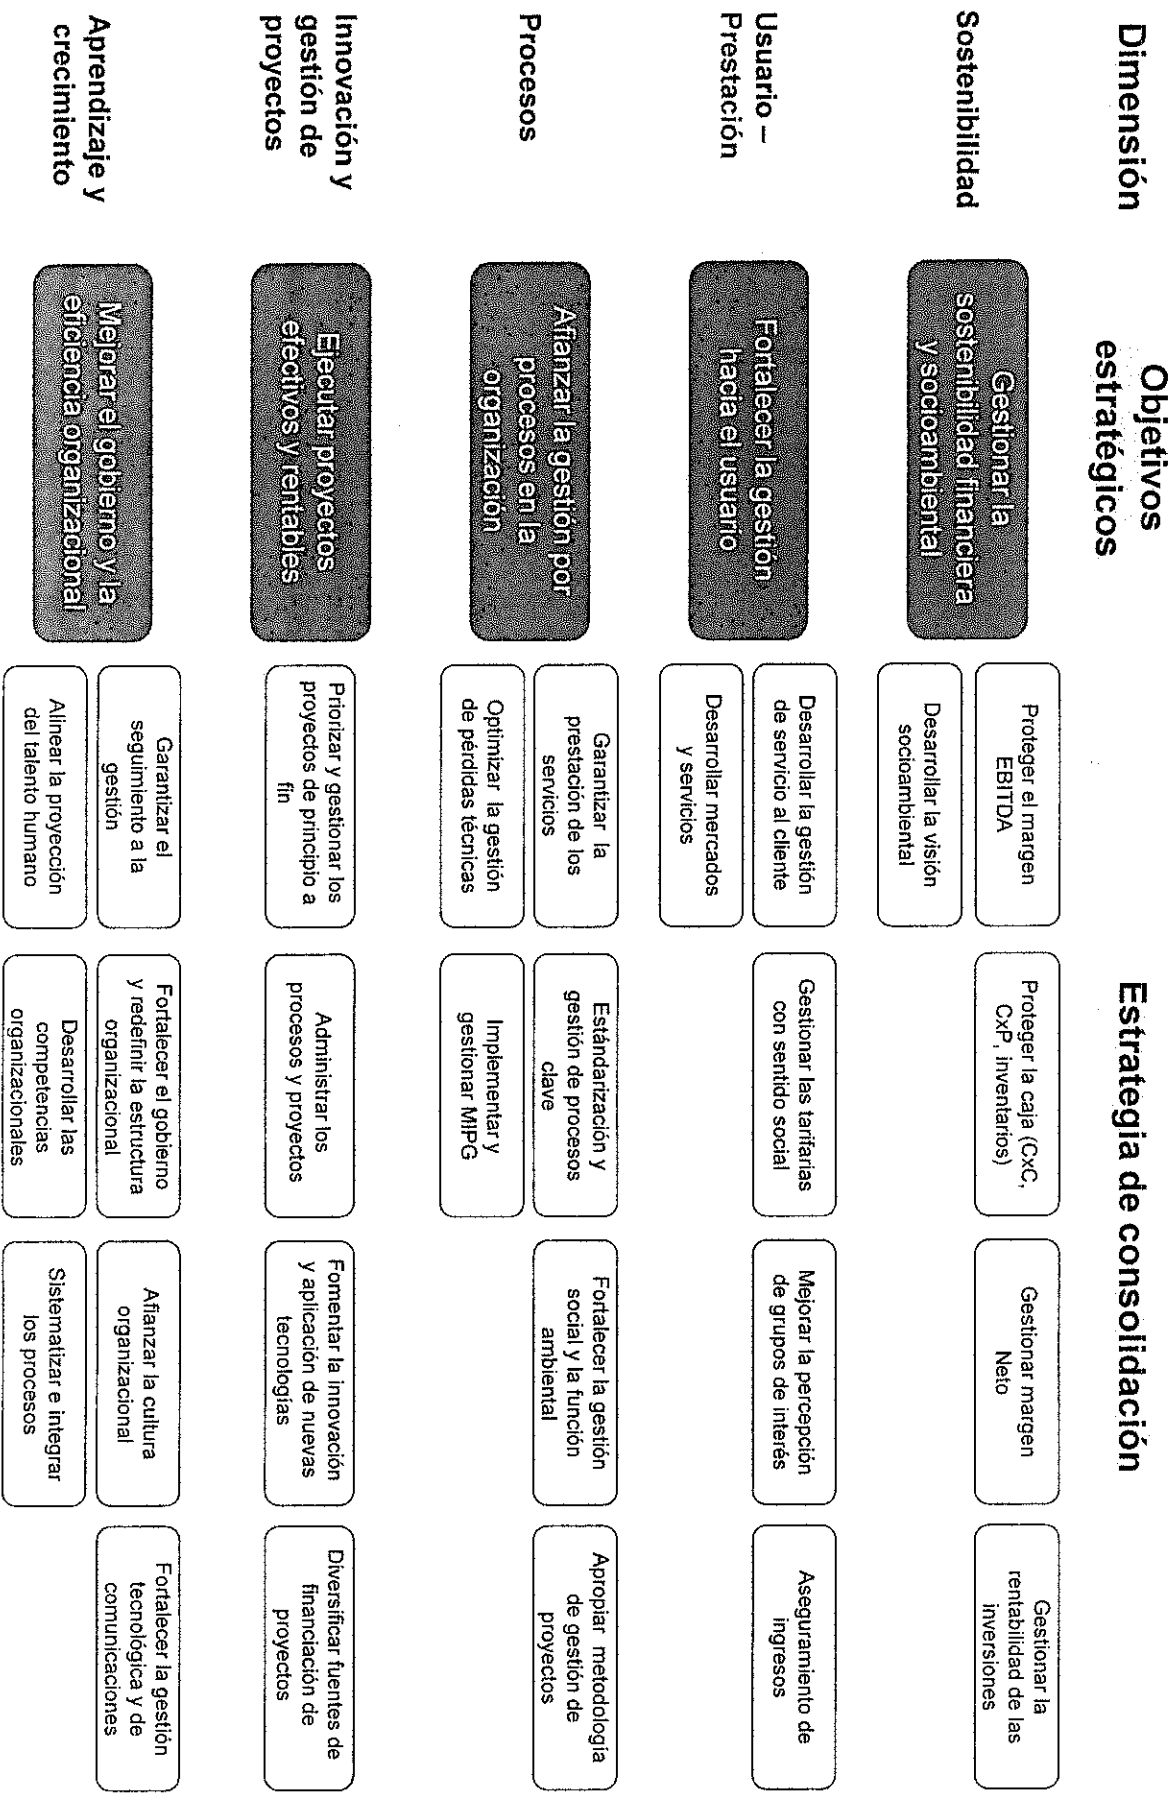 Dimensión
Objetivos
estratégicos
Estrategia de consolidación
Sostenibilidad
Gestionar la
sostenibilidad financiera
y socioambiental
Proteger el margen
EBITDA
Proteger la caja (CxC,
CxP, inventarios)
Gestionar margen
Neto
Gestionar la
rentabilidad de las
inversiones
Desarrollar la visión
socioambiental
Usuario –
Prestación
Fortalecer la gestión
hacia el usuario
Desarrollar la gestión
de servicio al cliente
Gestionar las tarifarias
con sentido social
Mejorar la percepción
de grupos de interés
Aseguramiento de
ingresos
Desarrollar mercados
y servicios
Procesos
Afianzar la gestión por
procesos en la
organización
Garantizar la
prestación de los
servicios
Estándarización y
gestión de procesos
clave
Fortalecer la gestión
social y la función
ambiental
Apropiar metodología
de gestión de
proyectos
Optimizar la gestión
de pérdidas técnicas
Implementar y
gestionar MIPG
Innovación y
gestión de
proyectos
Ejecutar proyectos
efectivos y rentables
Priorizar y gestionar los
proyectos de principio a
fin
Administrar los
procesos y proyectos
Fomentar la innovación
y aplicación de nuevas
tecnologías
Diversificar fuentes de
financiación de
proyectos
Aprendizaje y
crecimiento
Mejorar el gobierno y la
eficiencia organizacional
Garantizar el
seguimiento a la
gestión
Fortalecer el gobierno
y redefinir la estructura
organizacional
Afianzar la cultura
organizacional
Fortalecer la gestión
tecnológica y de
comunicaciones
Alinear la proyección
del talento humano
Desarrollar las
competencias
organizacionales
Sistematizar e integrar
los procesos